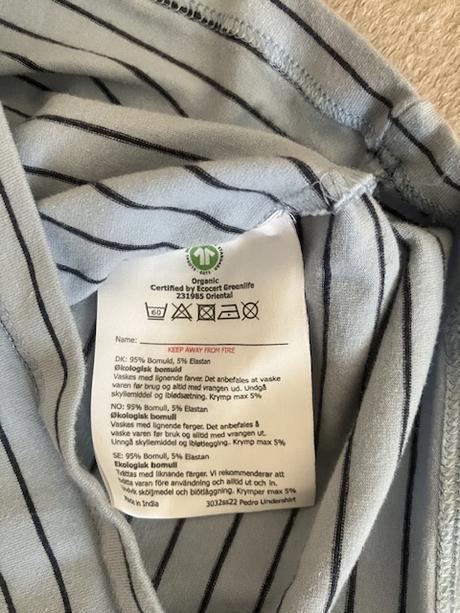 Organic
Certified by Ecocert Greenlife
231985 Oriental
60
Name:
KEEP AWAY FROM FIRE
DK: 95% Bomuld, 5% Elastan
Økologisk bomuld
Vaskes med lignende farger. Det anbefales at vaske
varen før brug og altid med vrangen ud. Undgå
skyllemiddel og iblødsætning. Krymp max 5%
NO: 95% Bomull, 5% Elastan
Økologisk bomull
Vaskes med lignende farger. Det anbefales å
vaske varen før bruk og alltid med vrangen ut.
Unngå skyllemiddel og ibløtlegging. Krymp max 5%
SE: 95% Bomull, 5% Elastan
Ekologisk bomull
Tvättas med liknande färger. Vi rekommenderar att
tvätta varen före användning och alltid ut och in.
Undvik sköljmedel och blötläggning. Krymper max 5%
Made in India 3032ss22 Pedro Undershirt